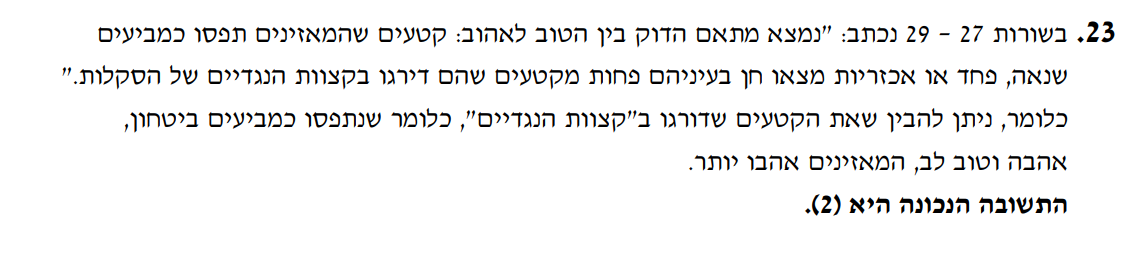 23. בשורות 27 - 29 נכתב: "נמצא מתאם הדוק בין הטוב לאהוב: קטעים שהמאזינים תפסו כמביעים
שנאה, פחד או אכזריות מצאו חן בעיניהם פחות מקטעים שהם דירגו בקצוות הנגדיים של הסקלות."
כלומר, ניתן להבין שאת הקטעים שדורגו ב"קצוות הנגדיים", כלומר שנתפסו כמביעים ביטחון,
אהבה וטוב לב, המאזינים אהבו יותר.
התשובה הנכונה היא (2).